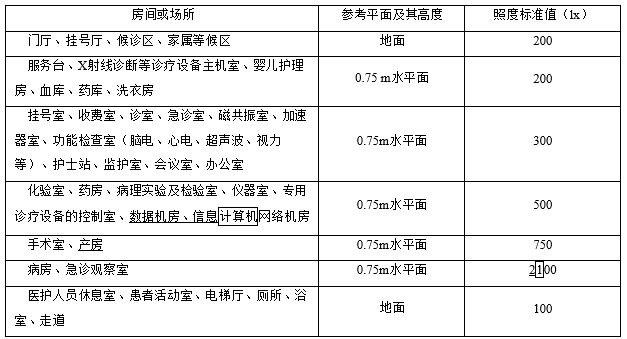 房间或场所 参考平面及其高度 照度标准值（lx）
门厅、挂号厅、候诊区、家属等候区 地面 200
服务台、X射线诊断等诊疗设备主机室、婴儿护理
房、血库、药库、洗衣房
0.75 m水平面 200
挂号室、收费室、诊室、急诊室、磁共振室、加速
器室、功能检查室（脑电、心电、超声波、视力
等）、护士站、监护室、会议室、办公室
0.75m水平面 300
化验室、药房、病理实验及检验室、仪器室、专用
诊疗设备的控制室、数据机房、信息计算机网络机房
0.75m水平面 500
手术室、产房 0.75m水平面 750
病房、急诊观察室 0.75m水平面 2100
医护人员休息室、患者活动室、电梯厅、厕所、浴
室、走道
地面 100